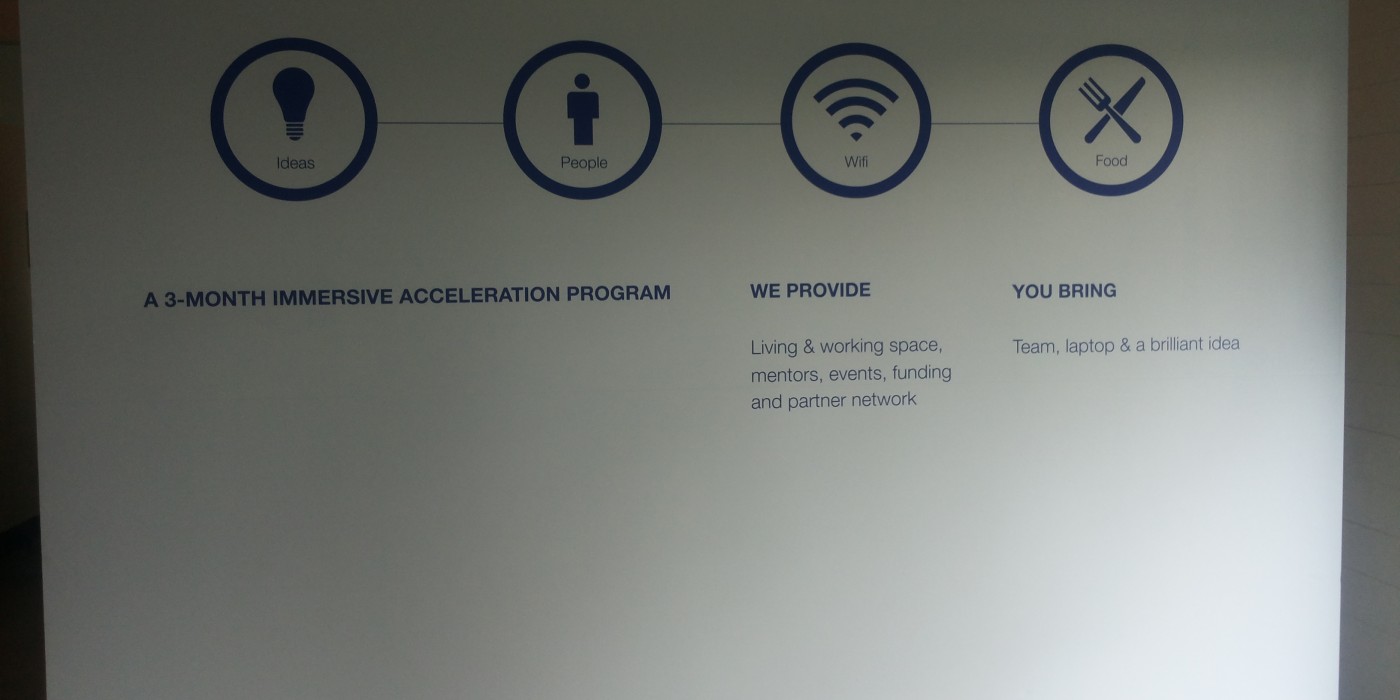 Ideas
People
Wifi
Food
A 3-MONTH IMMERSIVE ACCELERATION PROGRAM
WE PROVIDE
Living & working space,
mentors, events, funding
and partner network
YOU BRING
Team, laptop & a brilliant idea